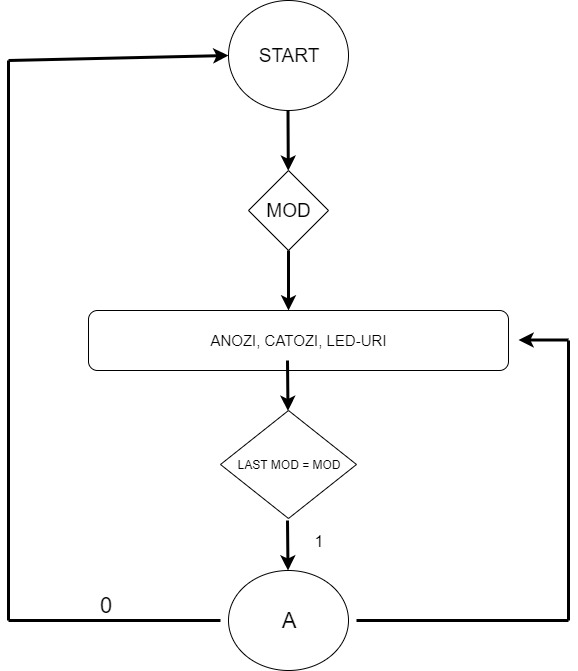 START
MOD
ANOZI, CATOZI, LED-URI
LAST MOD = MOD
1
0
A